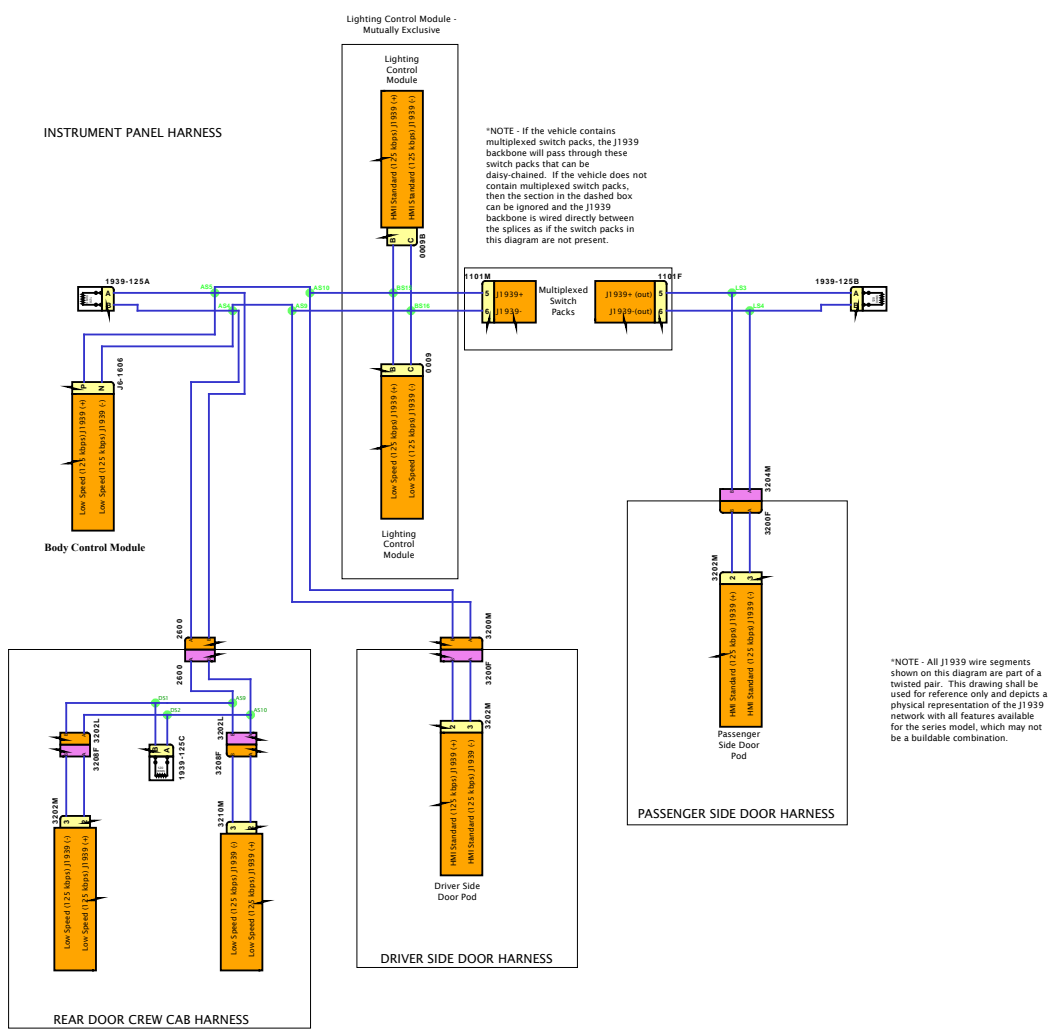 Lighting Control Module -
Mutually Exclusive
Lighting
Control
Module
INSTRUMENT PANEL HARNESS
HMI Standard (125 kbps) J1939 (+)
HMI Standard (125 kbps) J1939 (-)
B
C
0009B
*NOTE - If the vehicle contains
multiplexed switch packs, the J1939
backbone will pass through these
switch packs that can be
daisy-chained. If the vehicle does not
contain multiplexed switch packs,
then the section in the dashed box
can be ignored and the J1939
backbone is wired directly between
the splices as if the switch packs in
this diagram are not present.
1939-125A
A
B
AS5
AS10
AS4
AS9
BS15
BS16
1101M
5
J1939+
6
J1939-
Multiplexed
Switch
Packs
1101F
J1939+ (out)
5
J1939-(out)
6
LS3
LS4
1939-125B
A
B
P
N
J6-1606
Low Speed (125 kbps) J1939 (+)
Low Speed (125 kbps) J1939 (-)
Body Control Module
B
C
0009
Low Speed (125 kbps) J1939 (+)
Low Speed (125 kbps) J1939 (-)
Lighting
Control
Module
3204M
3200F
3202M
2
3
HMI Standard (125 kbps) J1939 (+)
HMI Standard (125 kbps) J1939 (-)
Passenger
Side Door
Pod
PASSENGER SIDE DOOR HARNESS
*NOTE - All J1939 wire segments
shown on this diagram are part of a
twisted pair. This drawing shall be
used for reference only and depicts a
physical representation of the J1939
network with all features available
for the series model, which may not
be a buildable combination.
2600
2600
3200M
3200F
3202M
2
3
HMI Standard (125 kbps) J1939 (+)
HMI Standard (125 kbps) J1939 (-)
Driver Side
Door Pod
DRIVER SIDE DOOR HARNESS
DS1
DS2
AS9
AS10
3202L
3208F
B
A
1939-125C
3202L
3208F
3202M
3
2
Low Speed (125 kbps) J1939 (-)
Low Speed (125 kbps) J1939 (+)
3210M
3
2
Low Speed (125 kbps) J1939 (-)
Low Speed (125 kbps) J1939 (+)
REAR DOOR CREW CAB HARNESS